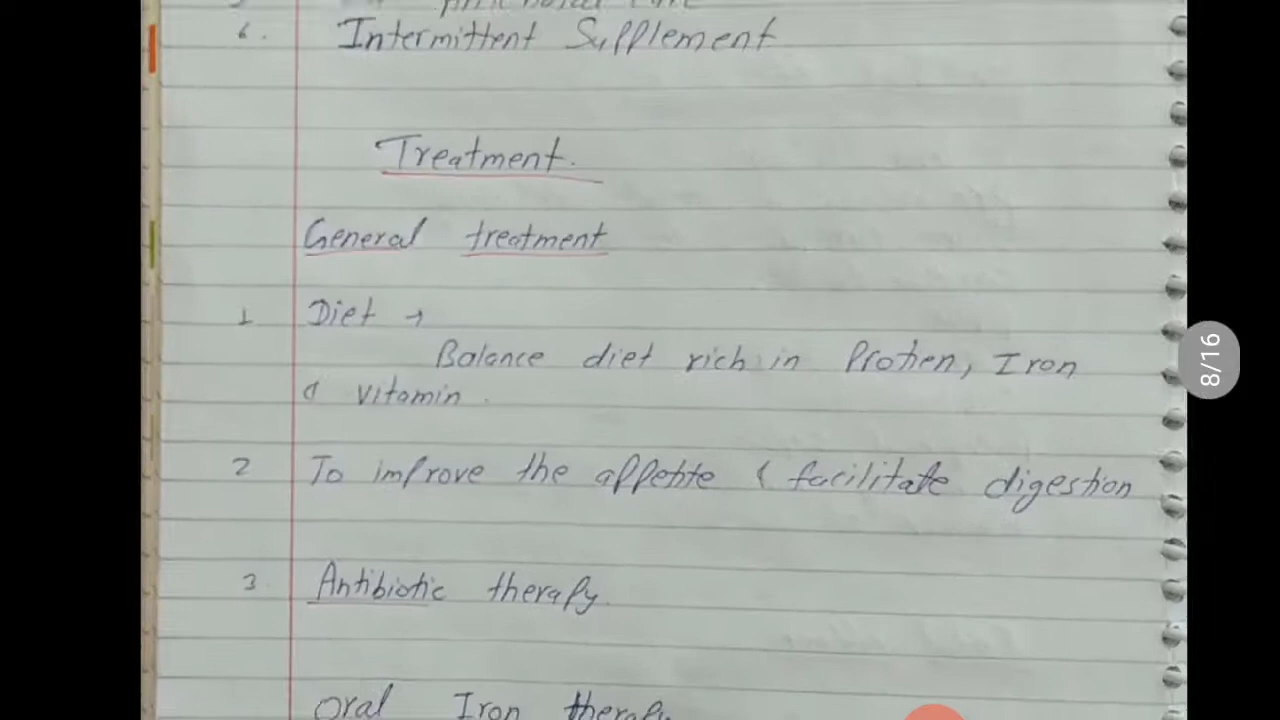 6. Intermittent Supplement
Treatment.
General treatment
1 Diet →
Balance diet rich in Protien, Iron
& vitamin.
2 To improve the appetite & facilitate digestion
3 Antibiotic therapy.
Oral Iron therapy
8/16